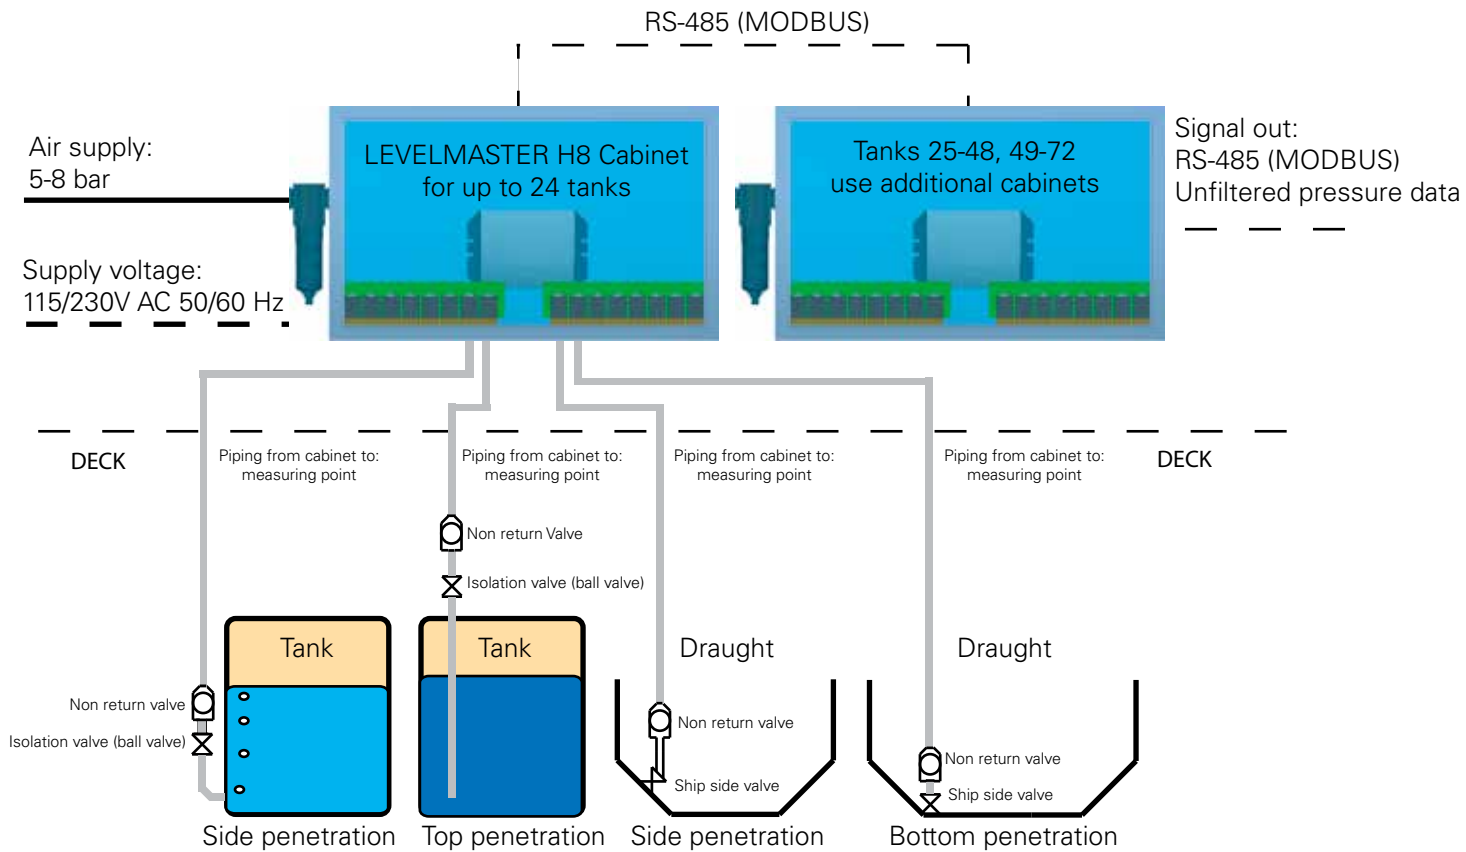 RS-485 (MODBUS)
Air supply:
5-8 bar
LEVELMASTER H8 Cabinet
for up to 24 tanks
Tanks 25-48, 49-72
use additional cabinets
Signal out:
RS-485 (MODBUS)
Unfiltered pressure data
Supply voltage:
115/230V AC 50/60 Hz
DECK
Piping from cabinet to:
measuring point
Piping from cabinet to:
measuring point
Piping from cabinet to:
measuring point
Piping from cabinet to:
measuring point
DECK
Non return Valve
Isolation valve (ball valve)
Tank
Tank
Draught
Draught
Non return valve
Isolation valve (ball valve)
Non return valve
Ship side valve
Non return valve
Ship side valve
Side penetration
Top penetration
Side penetration
Bottom penetration